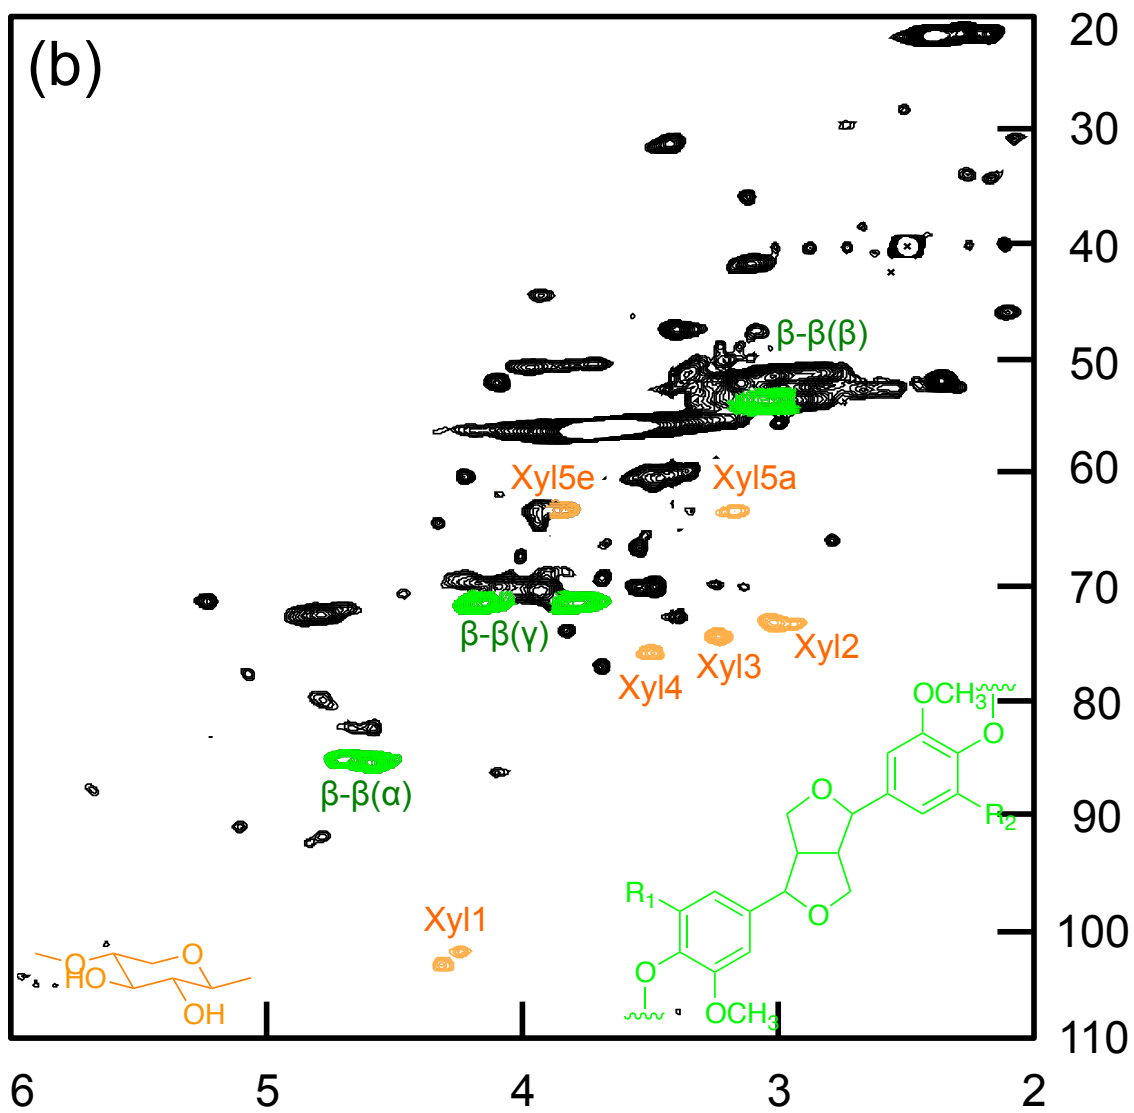 (b)
20
30
40
50
60
70
80
90
100
110
β-β(β)
Xyl5e
Xyl5a
β-β(γ)
Xyl2
Xyl3
Xyl4
β-β(α)
Xyl1
OCH3
O
R2
O
O
R1
O
OCH3
O
O
HO
OH
6
5
4
3
2